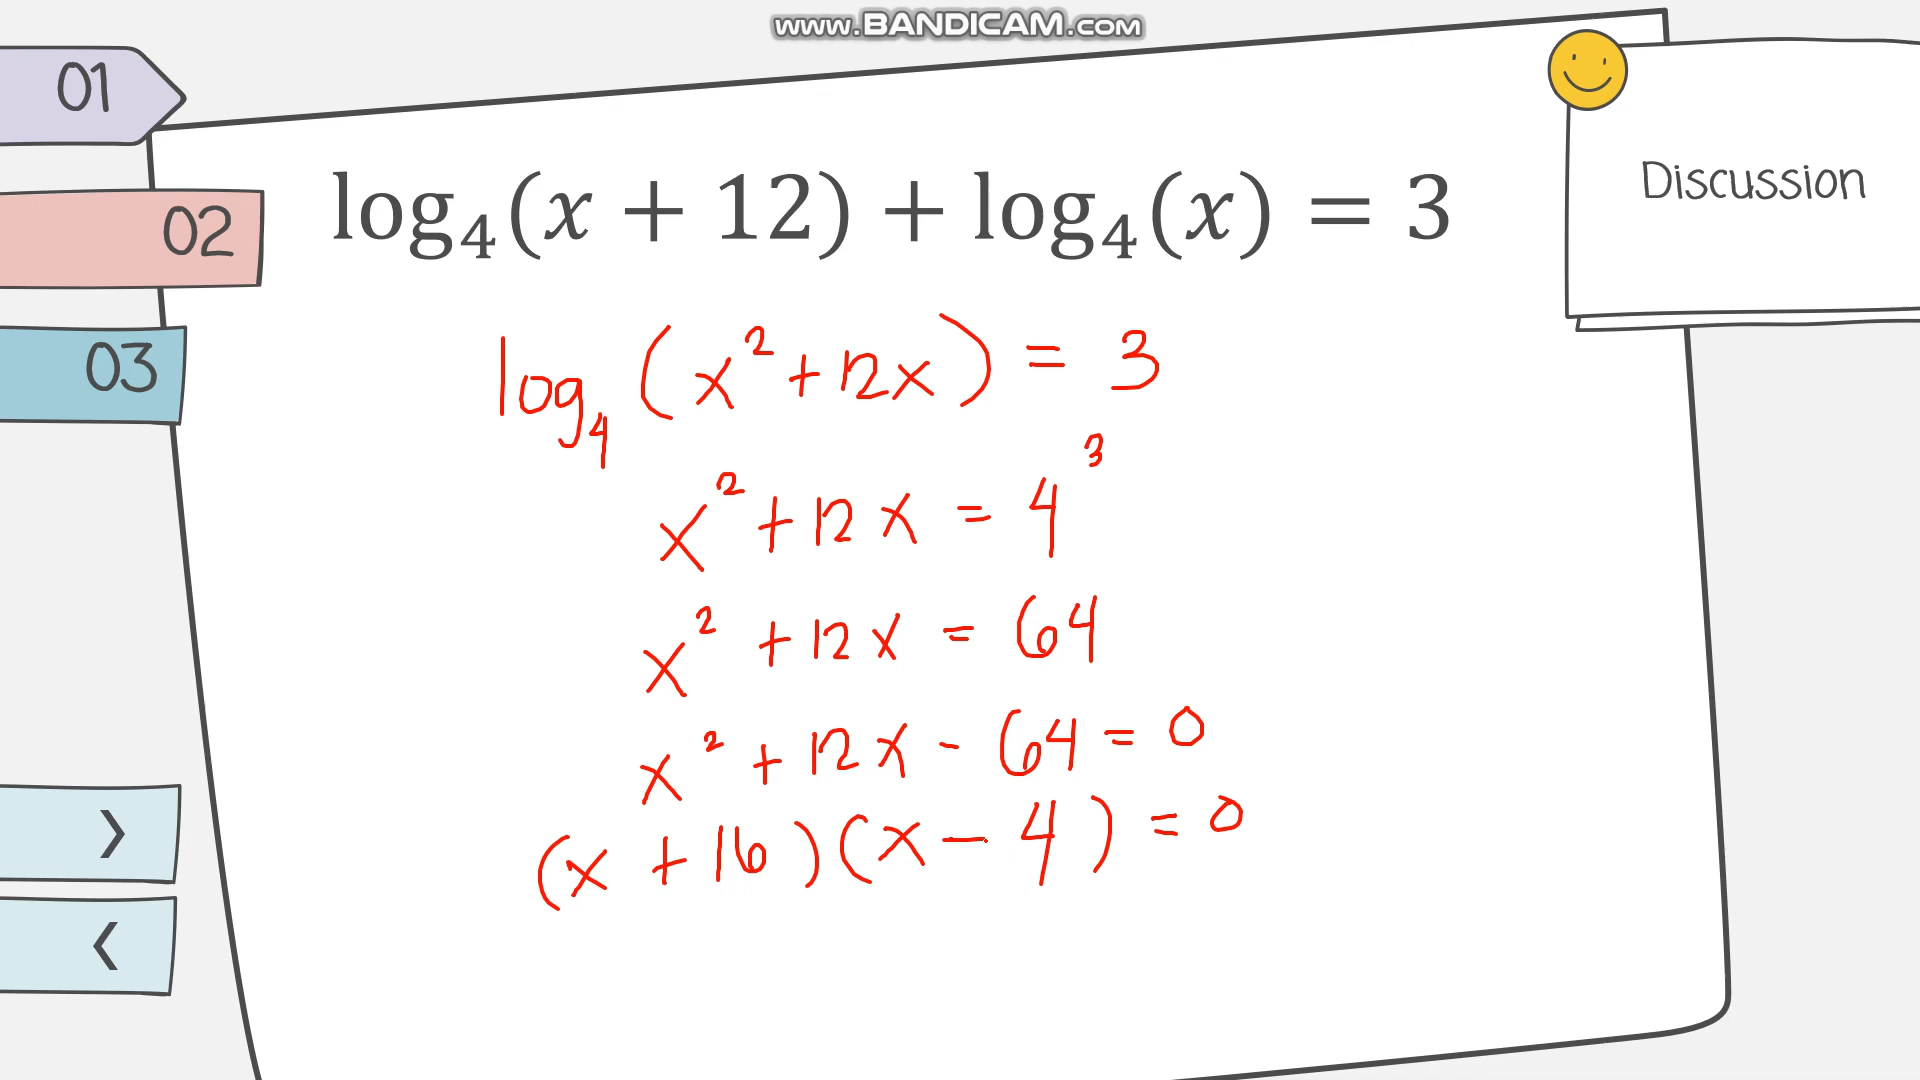 www.BANDICAM.com
01
02
03
Discussion
log₄(x + 12) + log₄(x) = 3
log₄ (x² + 12x) = 3
x² + 12x = 4³
x² + 12x = 64
x² + 12x - 64 = 0
(x + 16)(x - 4) = 0